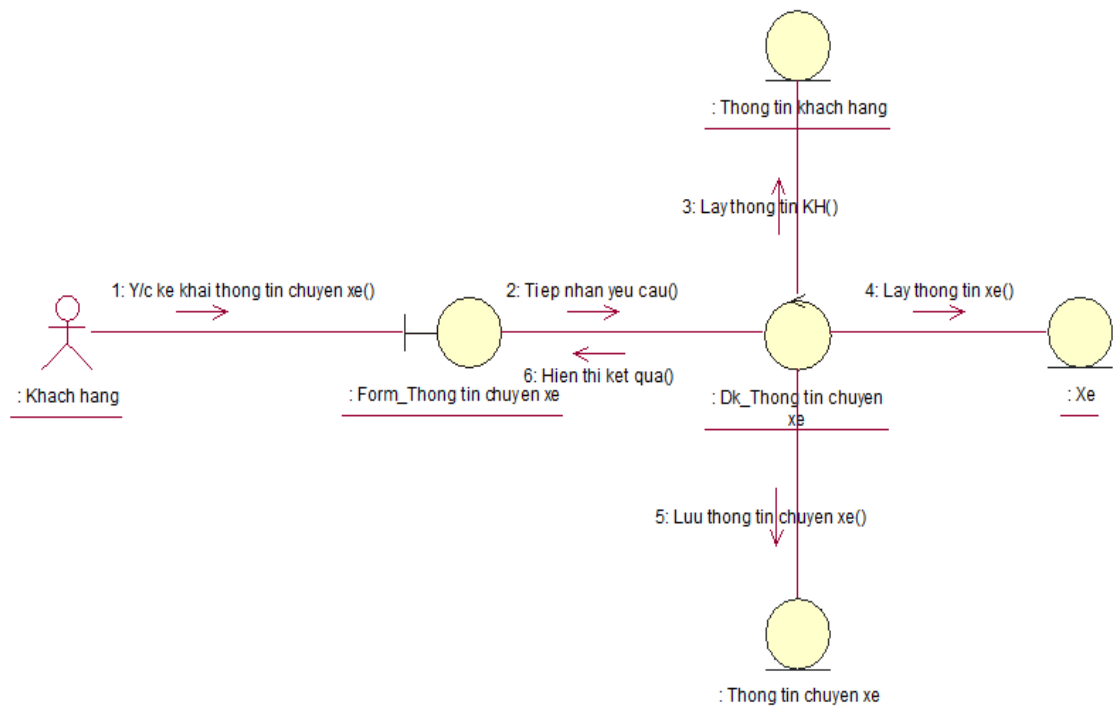 : Thong tin khach hang
3: Lay thong tin KH()
1: Y/c ke khai thong tin chuyen xe()
2: Tiep nhan yeu cau()
4: Lay thong tin xe()
6: Hien thi ket qua()
: Khach hang
: Form_Thong tin chuyen xe
: Dk_Thong tin chuyen
xe
: Xe
5: Luu thong tin chuyen xe()
: Thong tin chuyen xe